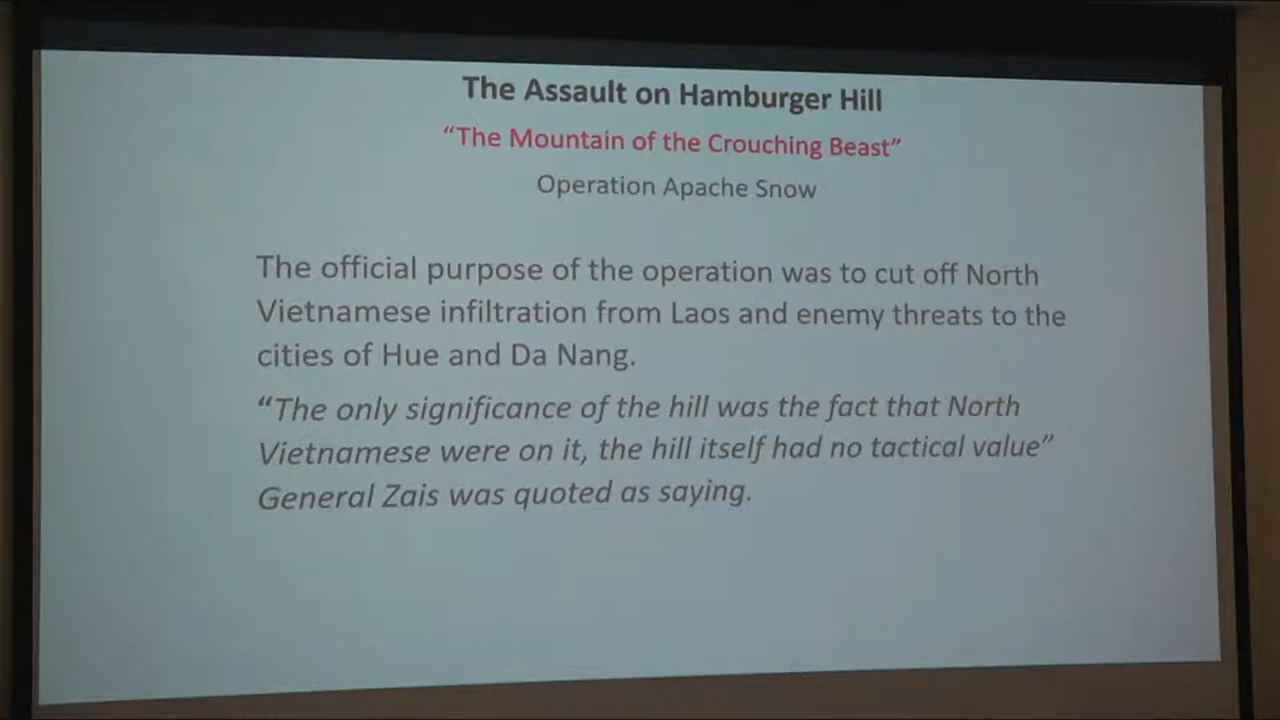 The Assault on Hamburger Hill
“The Mountain of the Crouching Beast”
Operation Apache Snow
The official purpose of the operation was to cut off North
Vietnamese infiltration from Laos and enemy threats to the
cities of Hue and Da Nang.
“The only significance of the hill was the fact that North
Vietnamese were on it, the hill itself had no tactical value”
General Zais was quoted as saying.